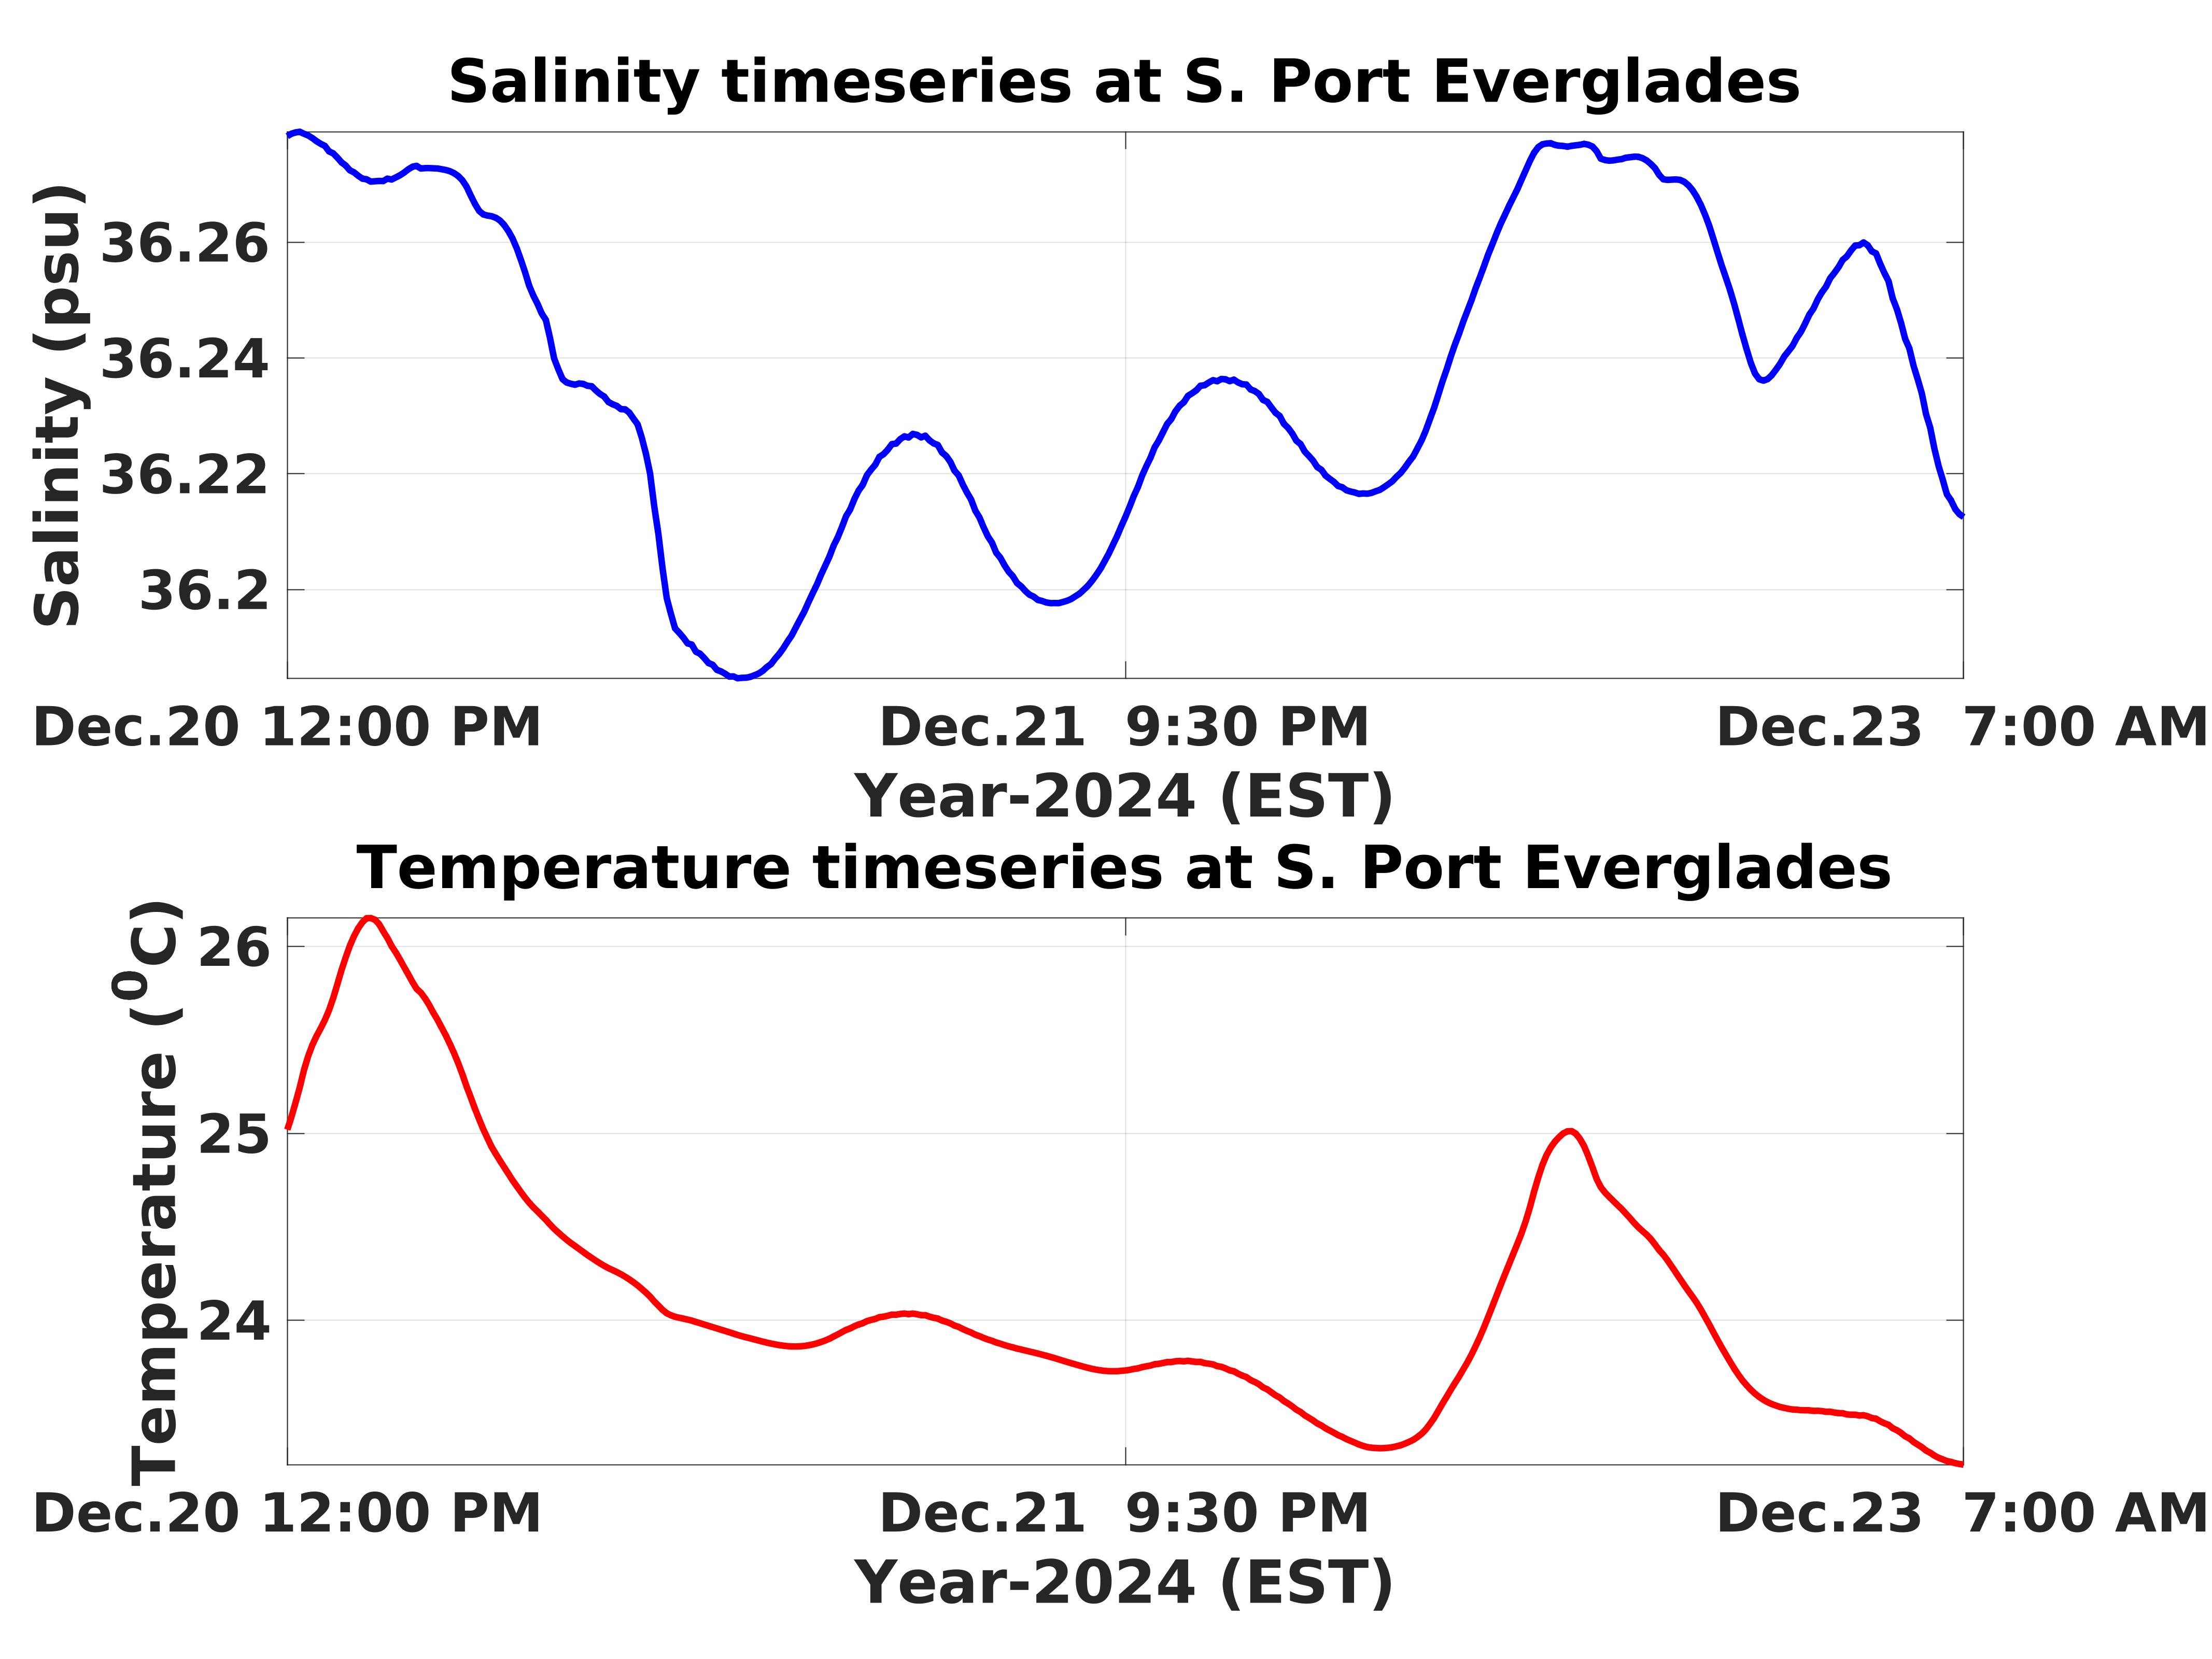 Salinity timeseries at S. Port Everglades
Salinity (psu)
36.26
36.24
36.22
36.2
Dec.20 12:00 PM Dec.21 9:30 PM Dec.23 7:00 AM
Year-2024 (EST)
Temperature timeseries at S. Port Everglades
Temperature (⁰C)
26
25
24
Dec.20 12:00 PM Dec.21 9:30 PM Dec.23 7:00 AM
Year-2024 (EST)